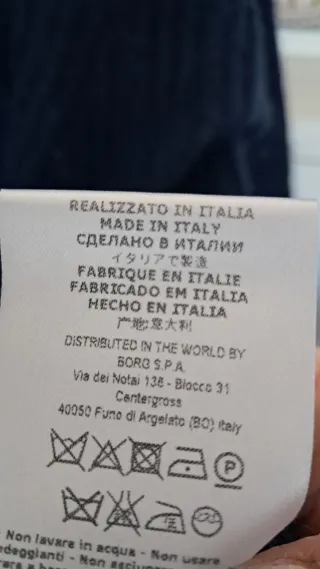 REALIZZATO IN ITALIA
MADE IN ITALY
СДЕЛАНО В ИТАЛИИ
イタリアで製造
FABRIQUE EN ITALIE
FABRICADO EM ITALIA
HECHO EN ITALIA
产地:意大利
DISTRIBUTED IN THE WORLD BY
BORG S.P.A.
Via dei Notai 138 - Blocco 31
Centergross
40050 Funo di Argelato (BO) Italy
P
Non lavare in acqua - Non usare
- Non